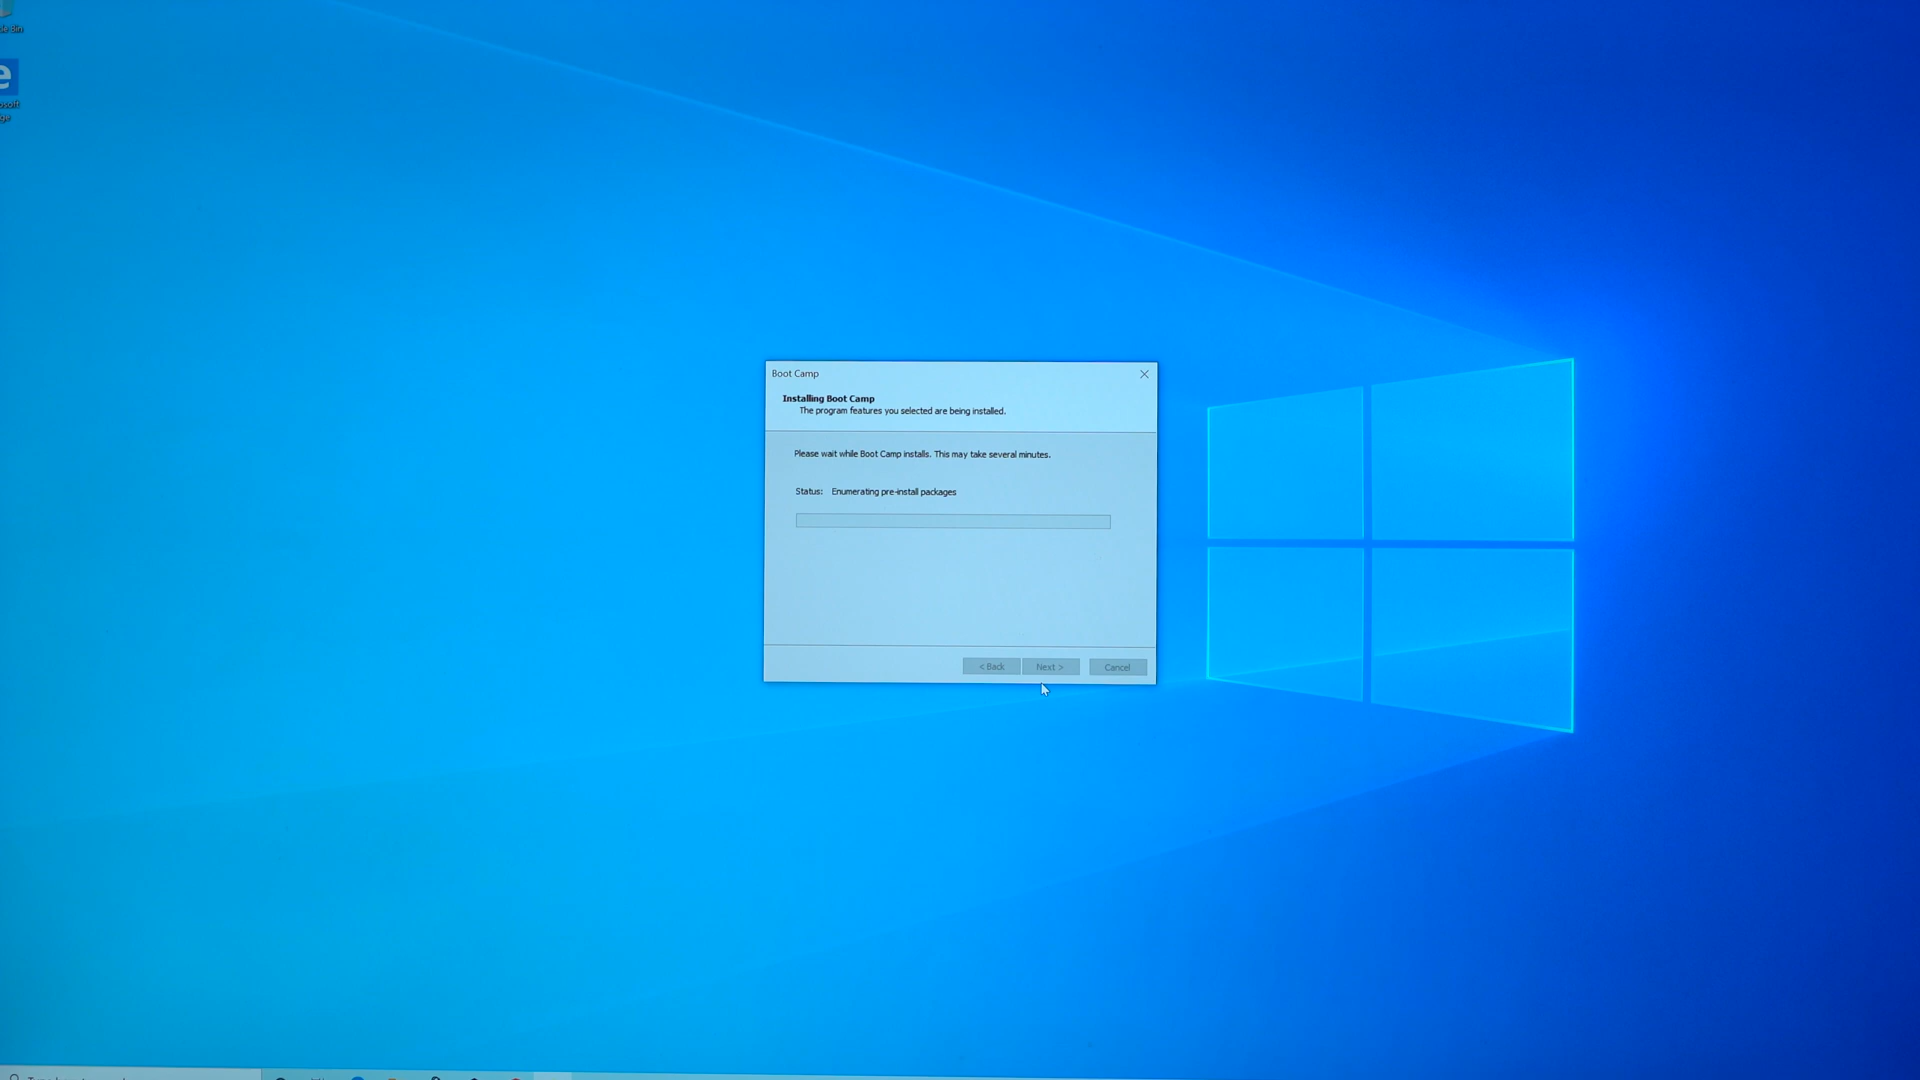 Bin
Boot Camp
Installing Boot Camp
The program features you selected are being installed.
Please wait while Boot Camp installs. This may take several minutes.
Status: Enumerating pre-install packages
< Back Next > Cancel